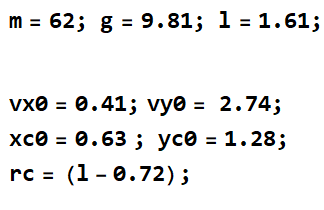 m = 62; g = 9.81; l = 1.61;
vx0 = 0.41; vy0 = 2.74;
xc0 = 0.63 ; yc0 = 1.28;
rc = (l - 0.72);